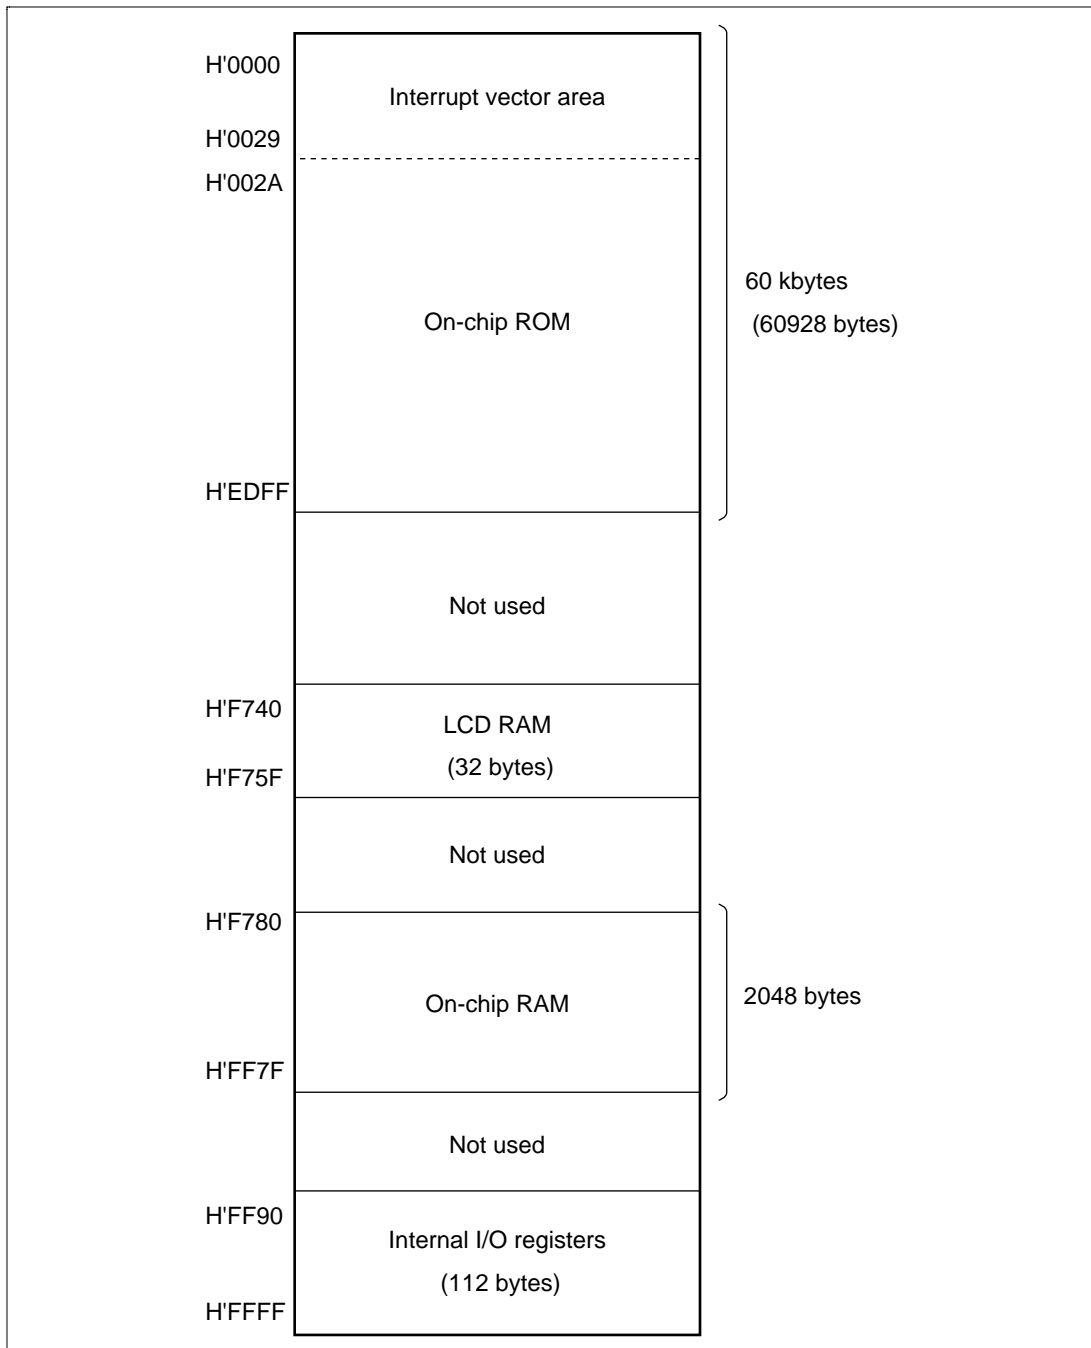 H'0000
Interrupt vector area
H'0029
H'002A
60 kbytes
On-chip ROM
(60928 bytes)
H'EDFF
Not used
H'F740
LCD RAM
(32 bytes)
H'F75F
Not used
H'F780
2048 bytes
On-chip RAM
H'FF7F
Not used
H'FF90
Internal I/O registers
(112 bytes)
H'FFFF